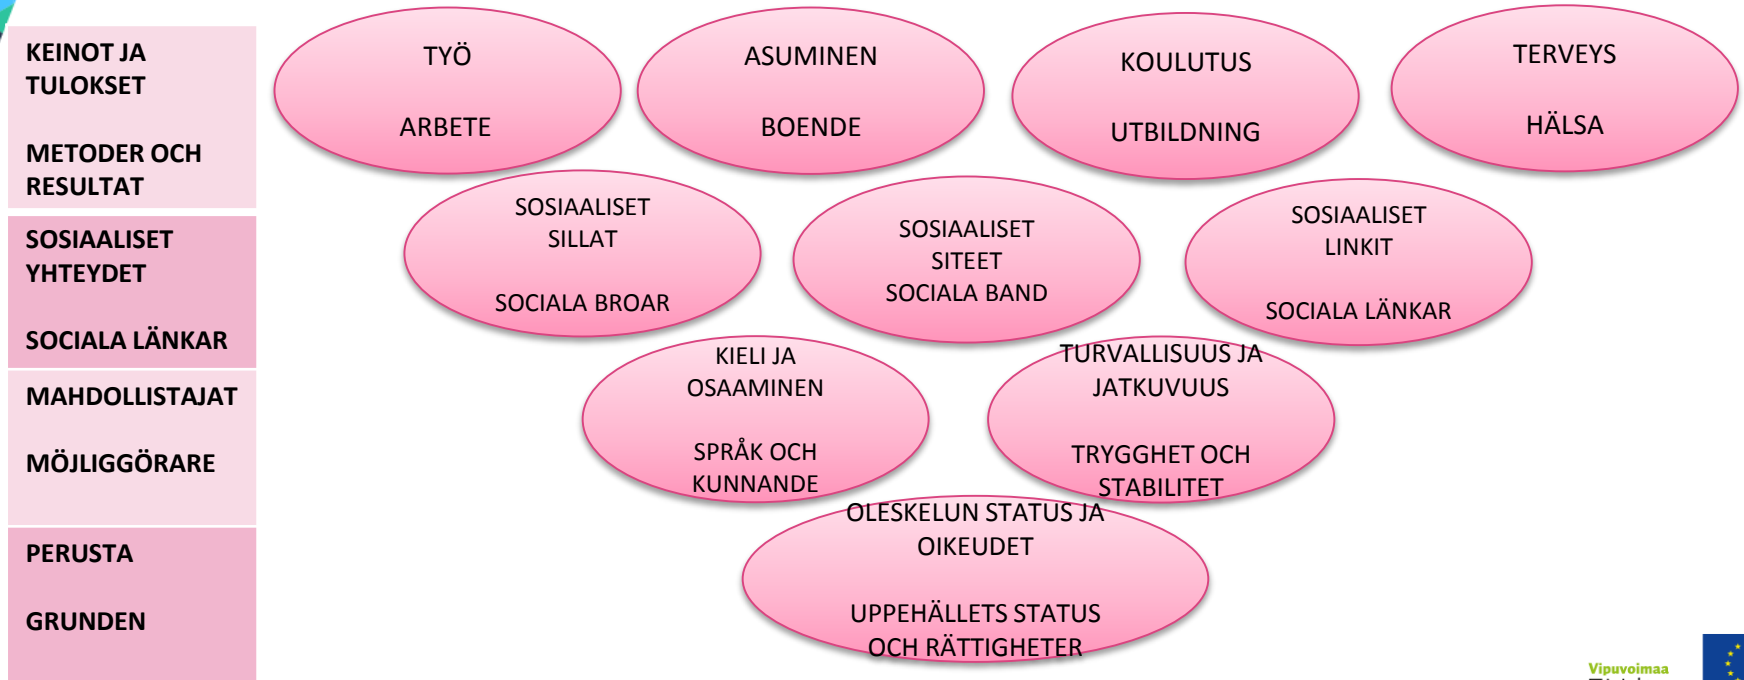 KEINOT JA
TULOKSET
METODER OCH
RESULTAT
TYÖ
ARBETE
ASUMINEN
BOENDE
KOULUTUS
UTBILDNING
TERVEYS
HÄLSA
SOSIAALISET
YHTEYDET
SOCIALA LÄNKAR
SOSIAALISET
SILLAT
SOCIALA BROAR
SOSIAALISET
SITEET
SOCIALA BAND
SOSIAALISET
LINKIT
SOCIALA LÄNKAR
MAHDOLLISTAJAT
MÖJLIGGÖRARE
KIELI JA
OSAAMINEN
SPRÅK OCH
KUNNANDE
TURVALLISUUS JA
JATKUVUUS
TRYGGHET OCH
STABILITET
PERUSTA
GRUNDEN
OLESKELUN STATUS JA
OIKEUDET
UPPEHÄLLETS STATUS
OCH RÄTTIGHETER
Vipuvoimaa